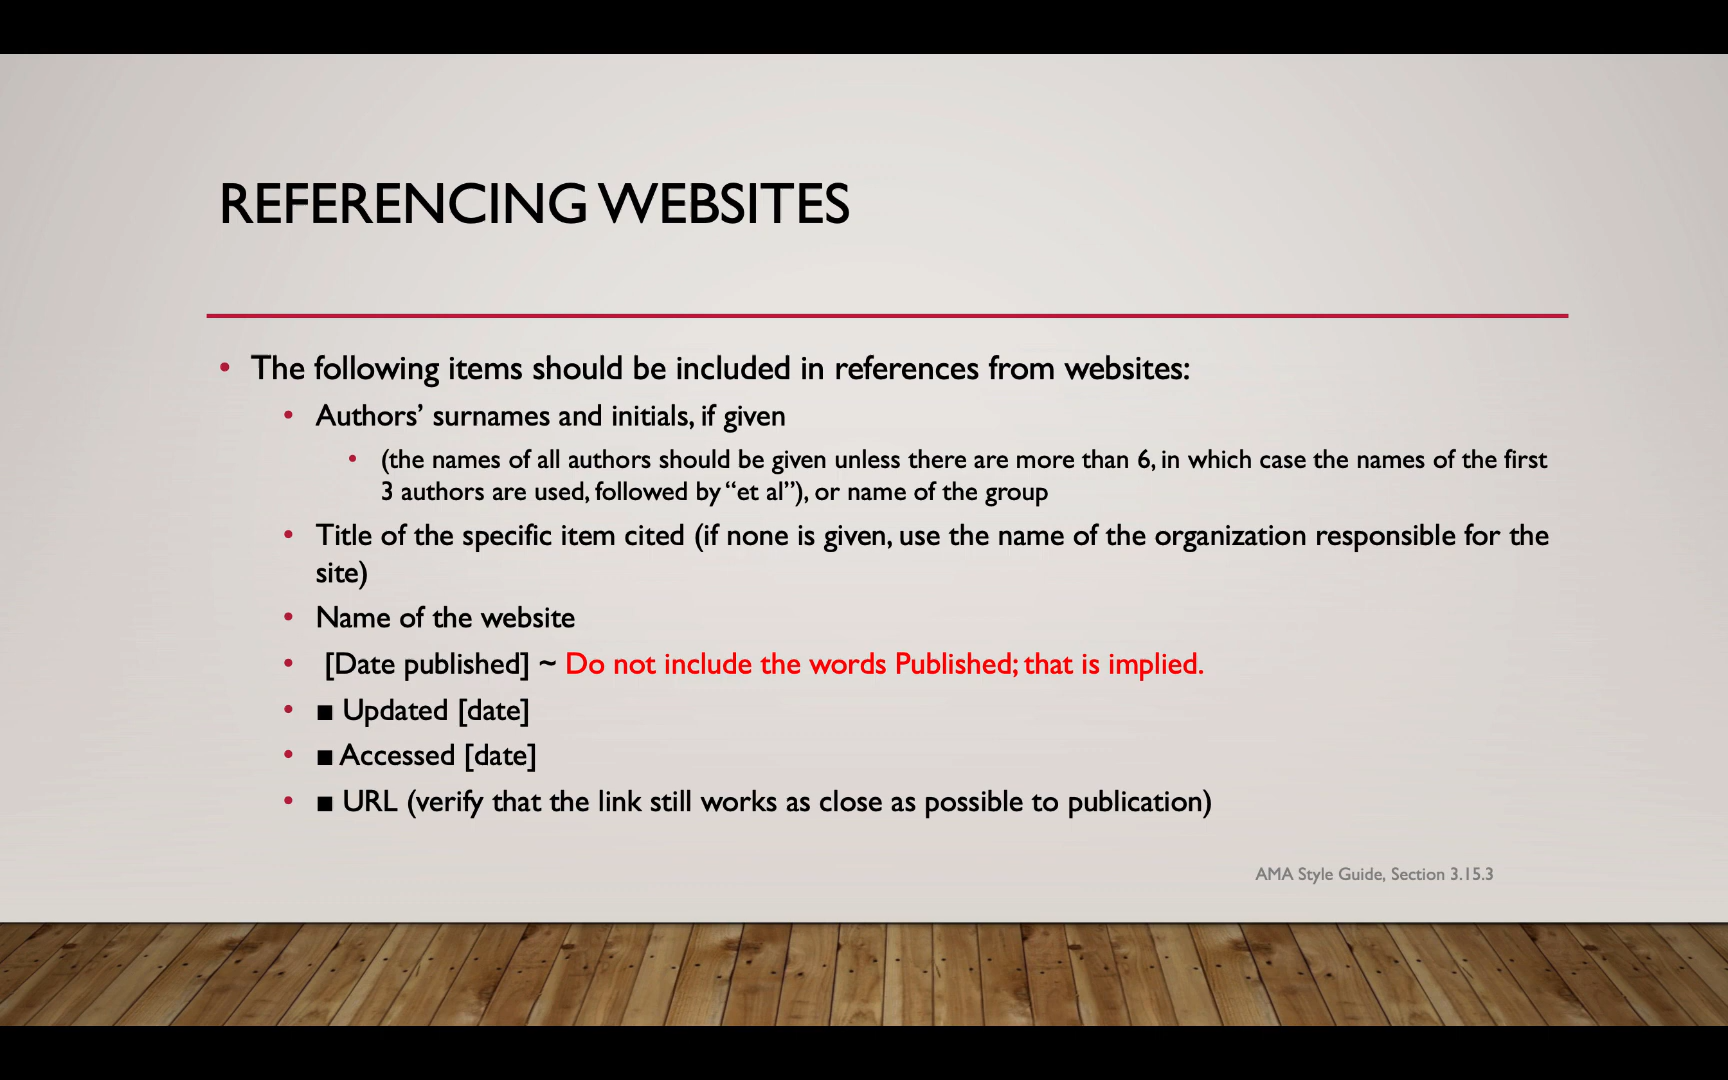 REFERENCING WEBSITES
• The following items should be included in references from websites:
• Authors’ surnames and initials, if given
• (the names of all authors should be given unless there are more than 6, in which case the names of the first
3 authors are used, followed by “et al”), or name of the group
• Title of the specific item cited (if none is given, use the name of the organization responsible for the
site)
• Name of the website
• [Date published] ~ Do not include the words Published; that is implied.
• ■ Updated [date]
• ■ Accessed [date]
• ■ URL (verify that the link still works as close as possible to publication)
AMA Style Guide, Section 3.15.3